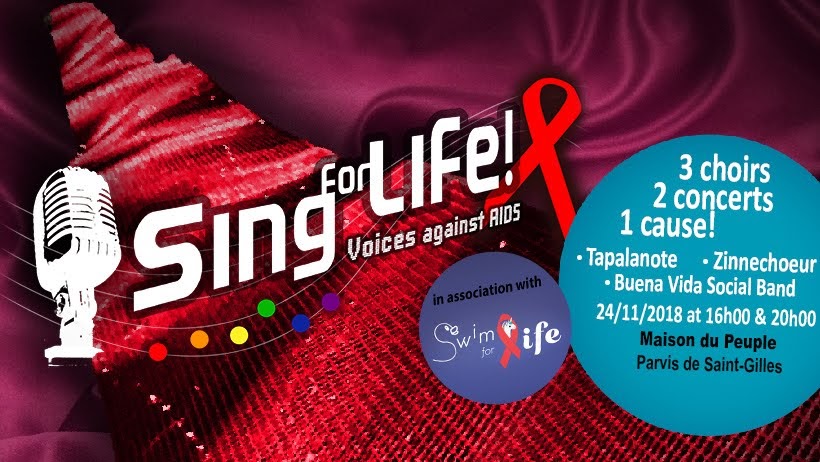 Sing for LIFe!
Voices against AIDS
in association with
Swim
for Life
3 choirs
2 concerts
1 cause!
• Tapalanote • Zinnechoeur
• Buena Vida Social Band
24/11/2018 at 16h00 & 20h00
Maison du Peuple
Parvis de Saint-Gilles